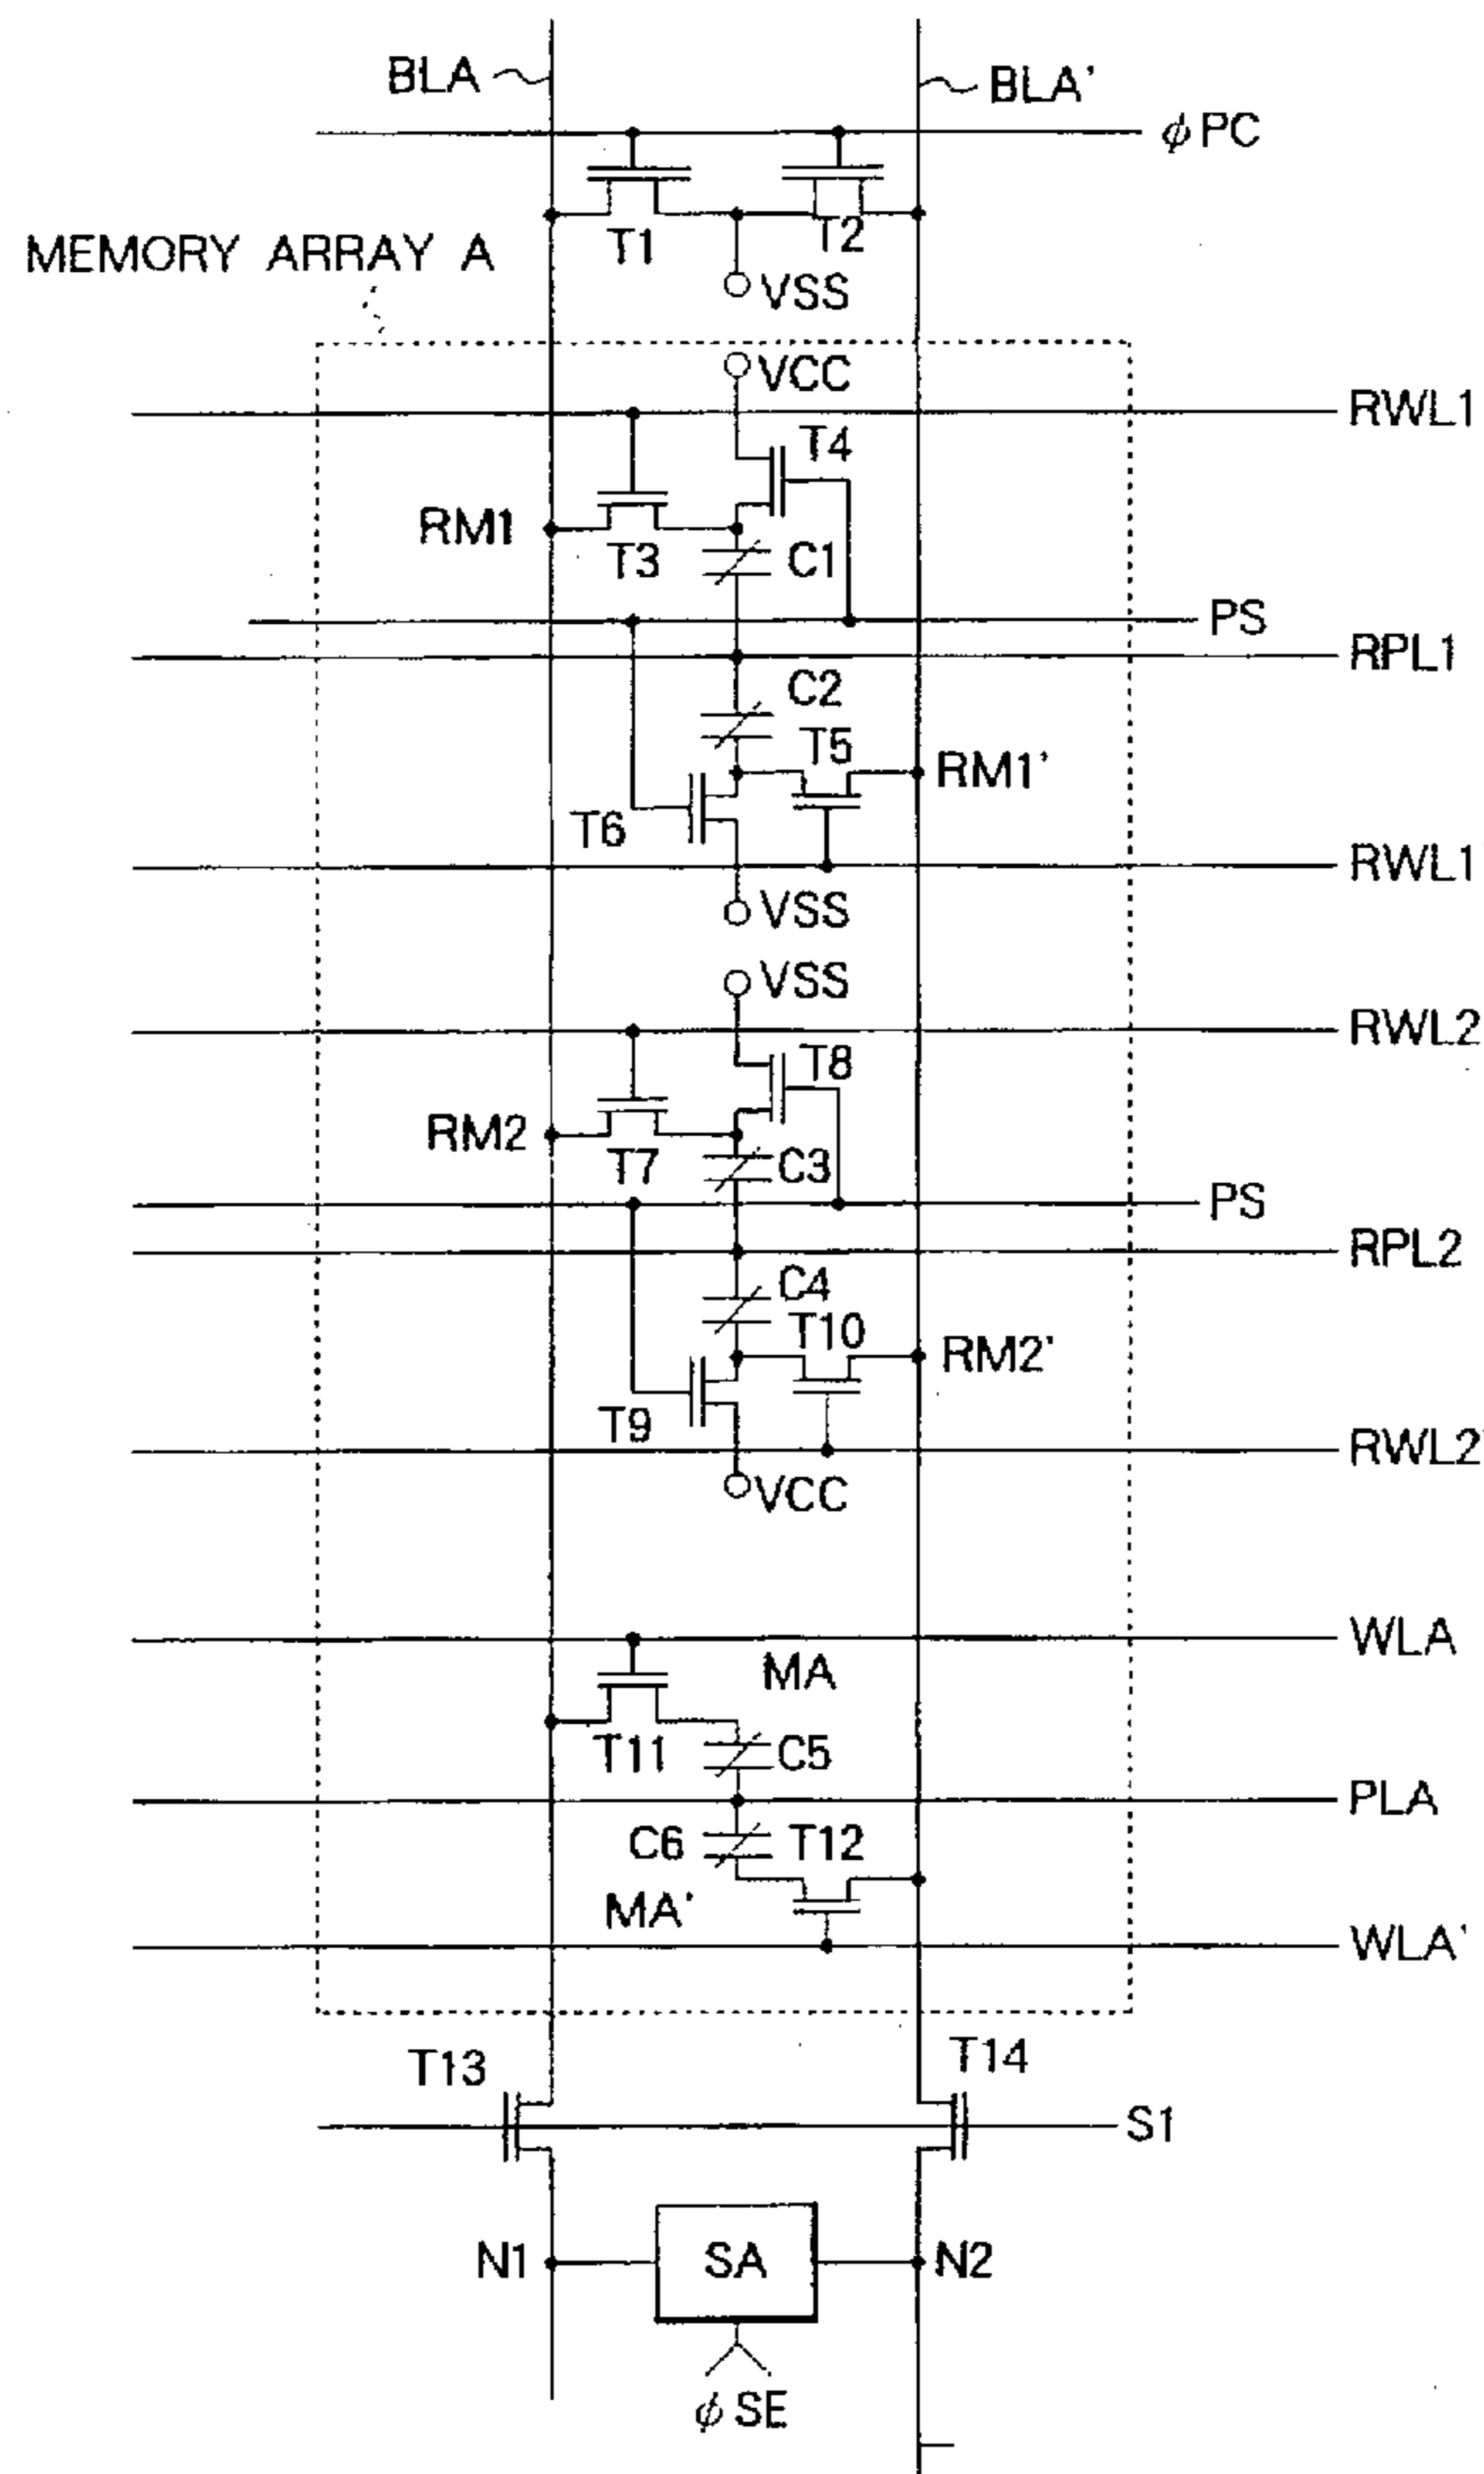 BLA
BLA'
φPC
T1
T2
MEMORY ARRAY A
VSS
VCC
RWL1
T4
RM1
T3
C1
PS
RPL1
C2
T5
RM1'
T6
RWL1
VSS
VSS
RWL2
T8
RM2
T7
C3
PS
RPL2
C4
T10
RM2'
T9
RWL2'
VCC
WLA
MA
T11
C5
PLA
C6
T12
MA'
WLA'
T13
T14
S1
N1
SA
N2
φSE